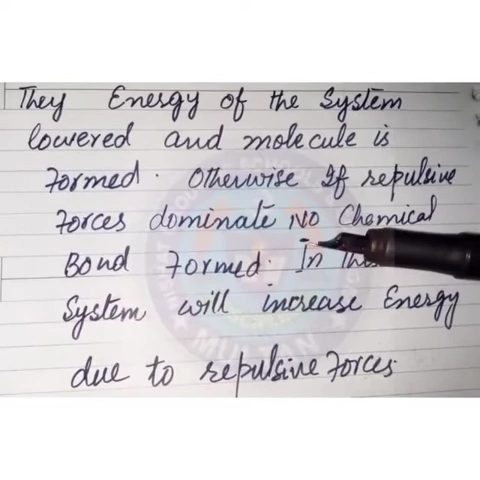 They Energy of the System
lowered and molecule is
Formed. Otherwise If repulsive
Forces dominate No Chemical
Bond Formed. In
System will increase Energy
due to repulsive Forces.